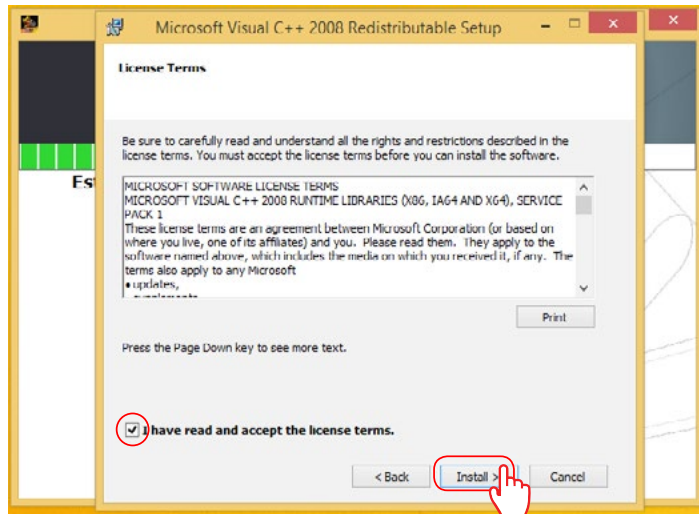 Microsoft Visual C++ 2008 Redistributable Setup
License Terms
Be sure to carefully read and understand all the rights and restrictions described in the
license terms. You must accept the license terms before you can install the software.
Es
MICROSOFT SOFTWARE LICENSE TERMS
MICROSOFT VISUAL C++ 2008 RUNTIME LIBRARIES (X86, IA64 AND X64), SERVICE
PACK 1
These license terms are an agreement between Microsoft Corporation (or based on
where you live, one of its affiliates) and you.  Please read them.  They apply to the
software named above, which includes the media on which you received it, if any.  The
terms also apply to any Microsoft
• updates,
Print
Press the Page Down key to see more text.
I have read and accept the license terms.
< Back Install > Cancel